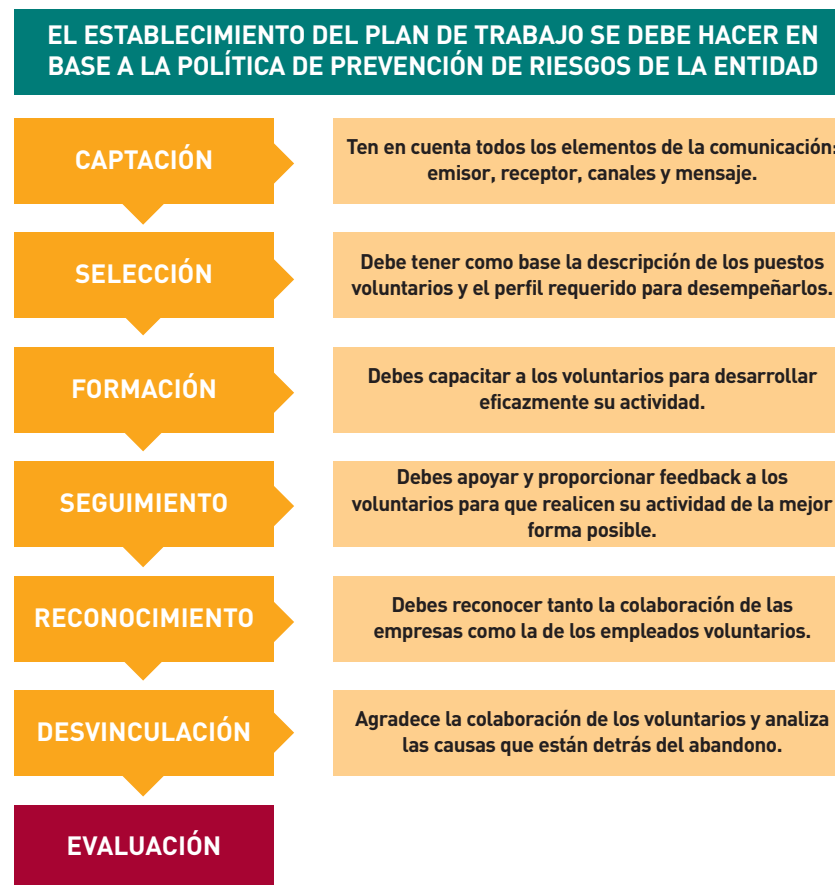 EL ESTABLECIMIENTO DEL PLAN DE TRABAJO SE DEBE HACER EN
BASE A LA POLÍTICA DE PREVENCIÓN DE RIESGOS DE LA ENTIDAD
CAPTACIÓN
Ten en cuenta todos los elementos de la comunicación:
emisor, receptor, canales y mensaje.
SELECCIÓN
Debe tener como base la descripción de los puestos
voluntarios y el perfil requerido para desempeñarlos.
FORMACIÓN
Debes capacitar a los voluntarios para desarrollar
eficazmente su actividad.
SEGUIMIENTO
Debes apoyar y proporcionar feedback a los
voluntarios para que realicen su actividad de la mejor
forma posible.
RECONOCIMIENTO
Debes reconocer tanto la colaboración de las
empresas como la de los empleados voluntarios.
DESVINCULACIÓN
Agradece la colaboración de los voluntarios y analiza
las causas que están detrás del abandono.
EVALUACIÓN